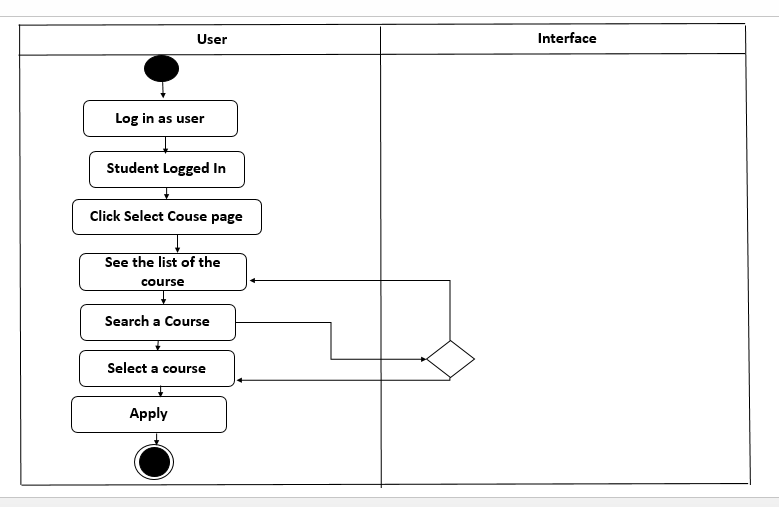 User
Interface
Log in as user
Student Logged In
Click Select Couse page
See the list of the
course
Search a Course
Select a course
Apply